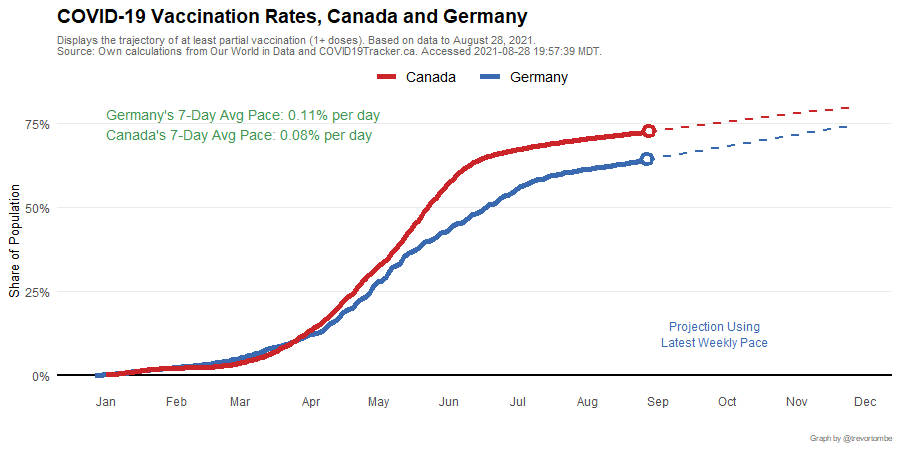 COVID-19 Vaccination Rates, Canada and Germany
Displays the trajectory of at least partial vaccination (1+ doses). Based on data to August 28, 2021.
Source: Own calculations from Our World in Data and COVID19Tracker.ca. Accessed 2021-08-28 19:57:39 MDT.
Canada Germany
Germany's 7-Day Avg Pace: 0.11% per day
Canada's 7-Day Avg Pace: 0.08% per day
75%
50%
25%
0%
Share of Population
Projection Using
Latest Weekly Pace
Jan Feb Mar Apr May Jun Jul Aug Sep Oct Nov Dec
Graph by @trevortombe